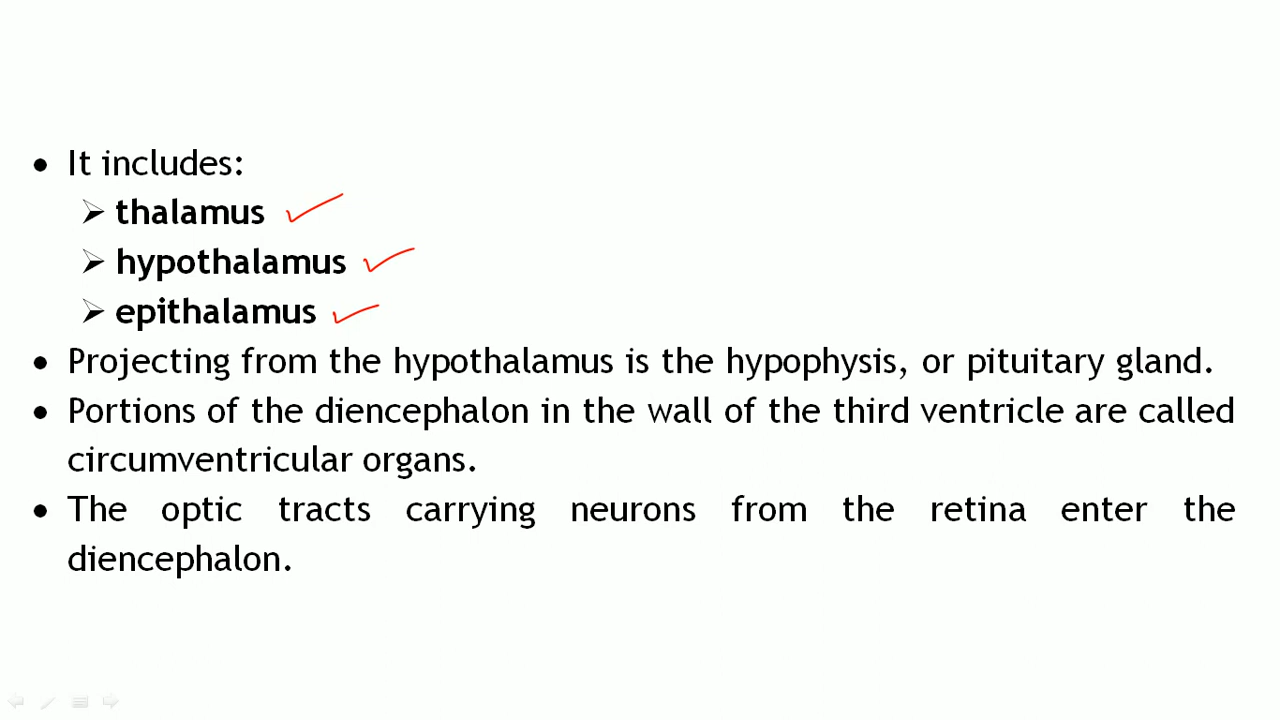 • It includes:
➢ thalamus
➢ hypothalamus
➢ epithalamus
• Projecting from the hypothalamus is the hypophysis, or pituitary gland.
• Portions of the diencephalon in the wall of the third ventricle are called
circumventricular organs.
• The optic tracts carrying neurons from the retina enter the
diencephalon.